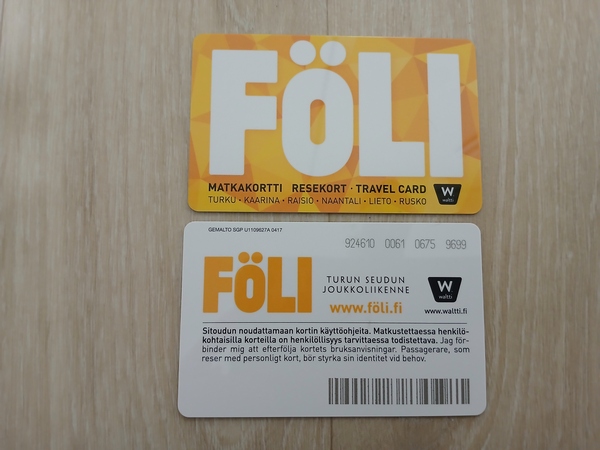 FÖLI
MATKAKORTTI RESEKORT · TRAVEL CARD
TURKU · KAARINA · RAISIO · NAANTALI · LIETO · RUSKO
W
waltti
GEMALTO SGP U1109627A 0417
924610 0061 0675 9699
FÖLI
TURUN SEUDUN
JOUKKOLIIKENNE
www.föli.fi
W
waltti
www.waltti.fi
Sitoudun noudattamaan kortin käyttöohjeita. Matkustettaessa henkilö-
kohtaisilla korteilla on henkilöllisyys tarvittaessa todistettava. Jag för-
binder mig att efterfölja kortets bruksanvisningar. Passagerare, som
reser med personligt kort, bör styrka sin identitet vid behov.